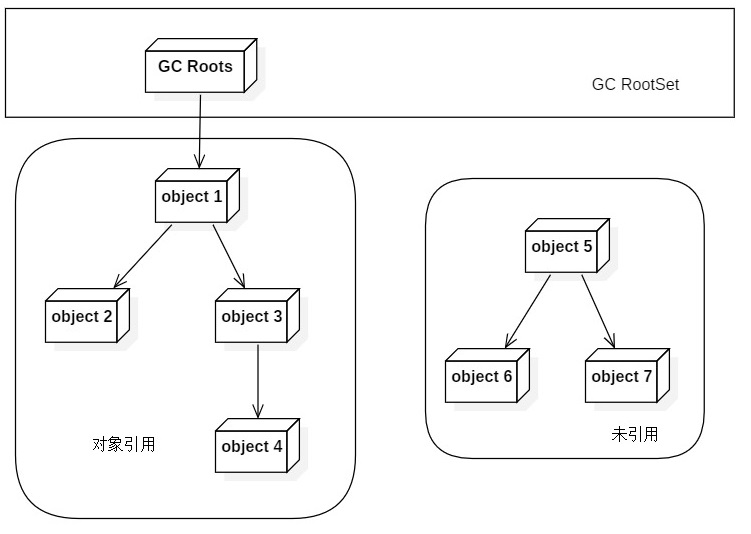 GC Roots
GC RootSet
object 1
object 2
object 3
object 4
对象引用
object 5
object 6
object 7
未引用